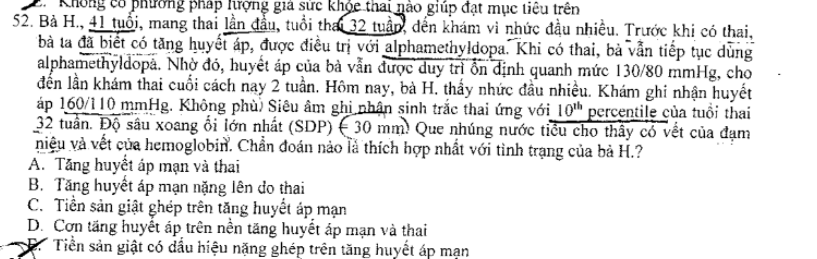 E. Không có phương pháp lượng giá sức khỏe thai nào giúp đạt mục tiêu trên
52. Bà H., 41 tuổi, mang thai lần đầu, tuổi thai 32 tuần, đến khám vì nhức đầu nhiều. Trước khi có thai,
bà ta đã biết có tăng huyết áp, được điều trị với alphamethyldopa. Khi có thai, bà vẫn tiếp tục dùng
alphamethyldopa. Nhờ đó, huyết áp của bà vẫn được duy trì ổn định quanh mức 130/80 mmHg, cho
đến lần khám thai cuối cách nay 2 tuần. Hôm nay, bà H. thấy nhức đầu nhiều. Khám ghi nhận huyết
áp 160/110 mmHg. Không phù. Siêu âm ghi nhận sinh trắc thai ứng với 10th percentile của tuổi thai
32 tuần. Độ sâu xoang ối lớn nhất (SDP) = 30 mm. Que nhúng nước tiểu cho thấy có vết của đạm
niệu và vết của hemoglobin. Chẩn đoán nào là thích hợp nhất với tình trạng của bà H.?
A. Tăng huyết áp mạn và thai
B. Tăng huyết áp mạn nặng lên do thai
C. Tiền sản giật ghép trên tăng huyết áp mạn
D. Cơn tăng huyết áp trên nền tăng huyết áp mạn và thai
E. Tiền sản giật có dấu hiệu nặng ghép trên tăng huyết áp mạn